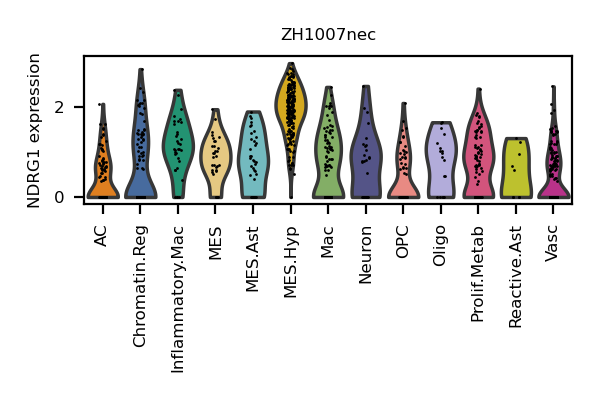 ZH1007nec
NDRG1 expression
2
0
AC
Chromatin.Reg
Inflammatory.Mac
MES
MES.Ast
MES.Hyp
Mac
Neuron
OPC
Oligo
Prolif.Metab
Reactive.Ast
Vasc